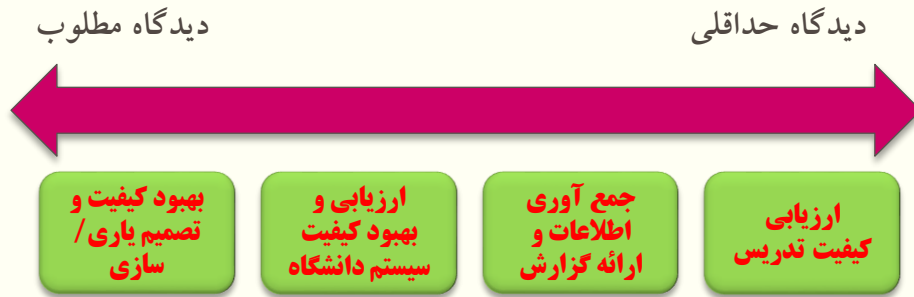 دیدگاه حداقلی
دیدگاه مطلوب
ارزیابی
کیفیت تدریس
جمع آوری
اطلاعات و
ارائه گزارش
ارزیابی و
بهبود کیفیت
سیستم دانشگاه
بهبود کیفیت و
تصمیم یاری/
سازی